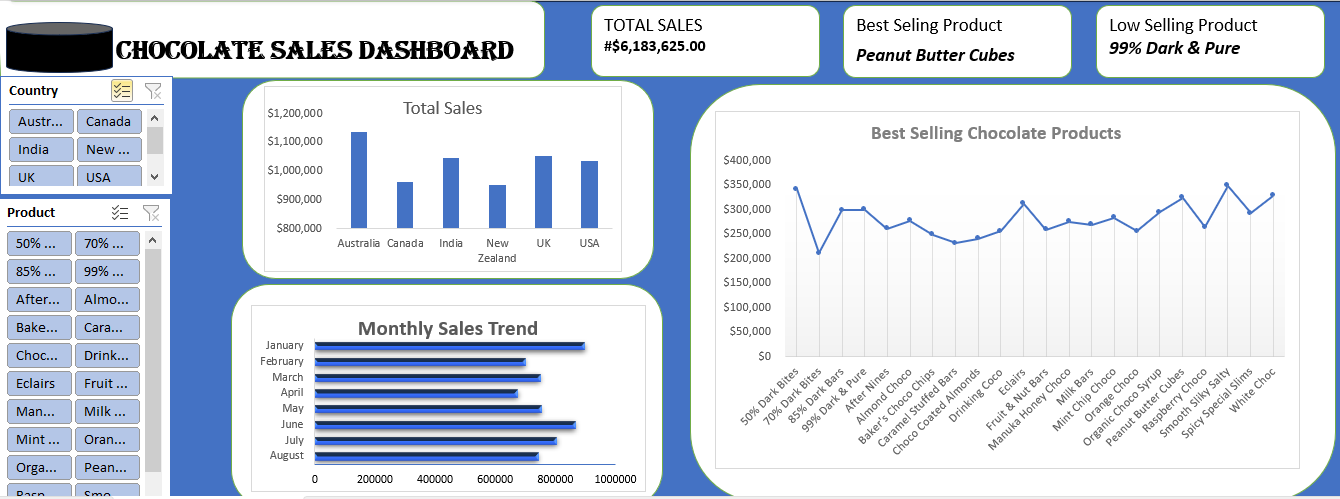 CHOCOLATE SALES DASHBOARD
TOTAL SALES
#$6,183,625.00
Best Seling Product
Peanut Butter Cubes
Low Selling Product
99% Dark & Pure
Country
Austr...
Canada
India
New ...
UK
USA
Product
50% ...
70% ...
85% ...
99% ...
After...
Almo...
Bake...
Cara...
Choc...
Drink...
Eclairs
Fruit ...
Man...
Milk ...
Mint ...
Oran...
Orga...
Pean...
Total Sales
$1,200,000
$1,100,000
$1,000,000
$900,000
$800,000
Australia
Canada
India
New Zealand
UK
USA
Monthly Sales Trend
January
February
March
April
May
June
July
August
0
200000
400000
600000
800000
1000000
Best Selling Chocolate Products
$400,000
$350,000
$300,000
$250,000
$200,000
$150,000
$100,000
$50,000
$0
50% Dark Bites
70% Dark Bites
85% Dark Bars
99% Dark & Pure
After Nines
Almond Choco
Baker's Choco Chips
Caramel Stuffed Bars
Choco Coated Almonds
Drinking Coco
Eclairs
Fruit & Nut Bars
Manuka Honey Choco
Milk Bars
Mint Chip Choco
Orange Choco
Organic Choco Syrup
Peanut Butter Cubes
Raspberry Choco
Smooth Silky Salty
Spicy Special Slims
White Choc